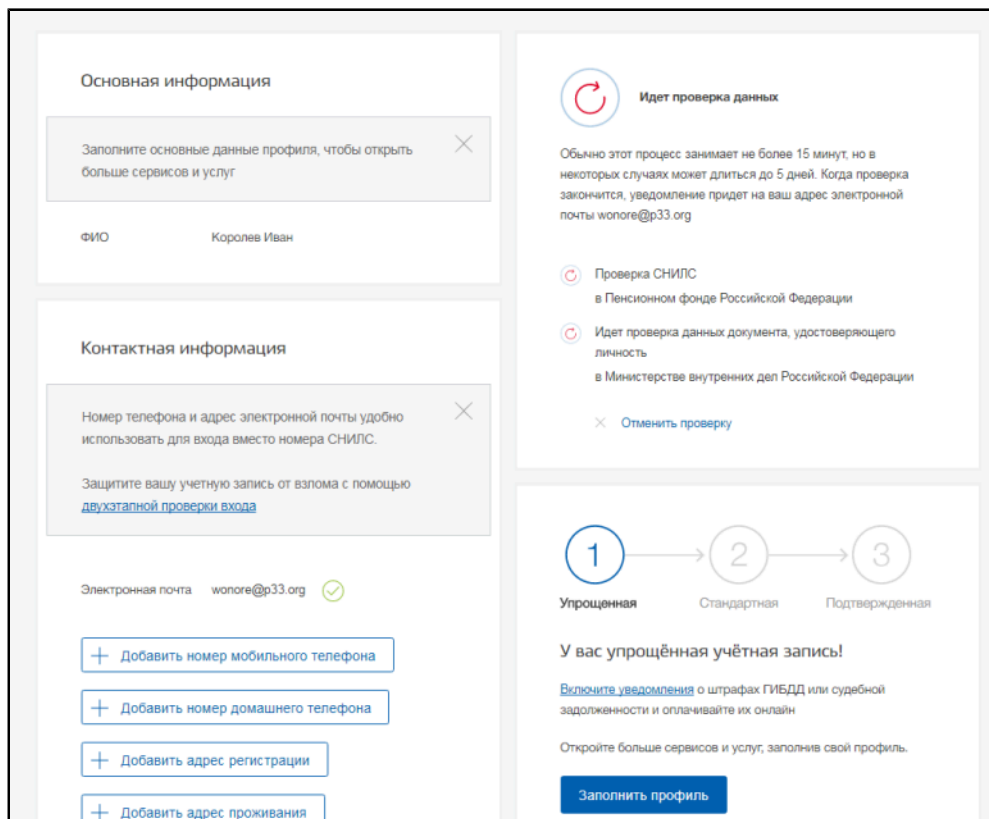 Основная информация
Заполните основные данные профиля, чтобы открыть
больше сервисов и услуг
ФИО Королев Иван
Контактная информация
Номер телефона и адрес электронной почты удобно
использовать для входа вместо номера СНИЛС.
Защитите вашу учетную запись от взлома с помощью
двухэтапной проверки входа
Электронная почта wonore@p33.org
Добавить номер мобильного телефона
Добавить номер домашнего телефона
Добавить адрес регистрации
Добавить адрес проживания
Идет проверка данных
Обычно этот процесс занимает не более 15 минут, но в
некоторых случаях может длиться до 5 дней. Когда проверка
закончится, уведомление придет на ваш адрес электронной
почты wonore@p33.org
Проверка СНИЛС
в Пенсионном фонде Российской Федерации
Идет проверка данных документа, удостоверяющего
личность
в Министерстве внутренних дел Российской Федерации
Отменить проверку
1 2 3
Упрощенная Стандартная Подтвержденная
У вас упрощённая учётная запись!
Включите уведомления о штрафах ГИБДД или судебной
задолженности и оплачивайте их онлайн
Откройте больше сервисов и услуг, заполнив свой профиль.
Заполнить профиль